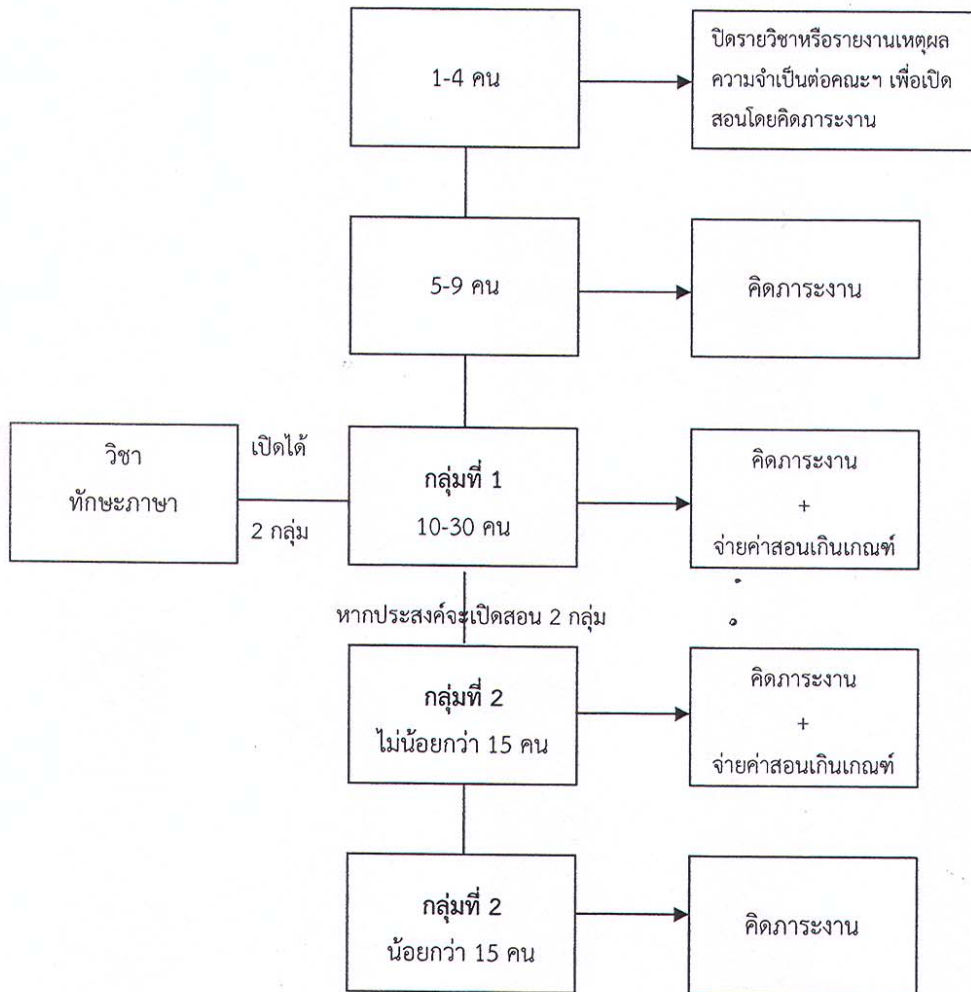 1-4 คน
ปิดรายวิชาหรือรายงานเหตุผล
ความจำเป็นต่อคณะฯ เพื่อเปิด
สอนโดยคิดภาระงาน
5-9 คน
คิดภาระงาน
วิชา
ทักษะภาษา
เปิดได้
2 กลุ่ม
กลุ่มที่ 1
10-30 คน
คิดภาระงาน
+
จ่ายค่าสอนเกินเกณฑ์
หากประสงค์จะเปิดสอน 2 กลุ่ม
กลุ่มที่ 2
ไม่น้อยกว่า 15 คน
คิดภาระงาน
+
จ่ายค่าสอนเกินเกณฑ์
กลุ่มที่ 2
น้อยกว่า 15 คน
คิดภาระงาน